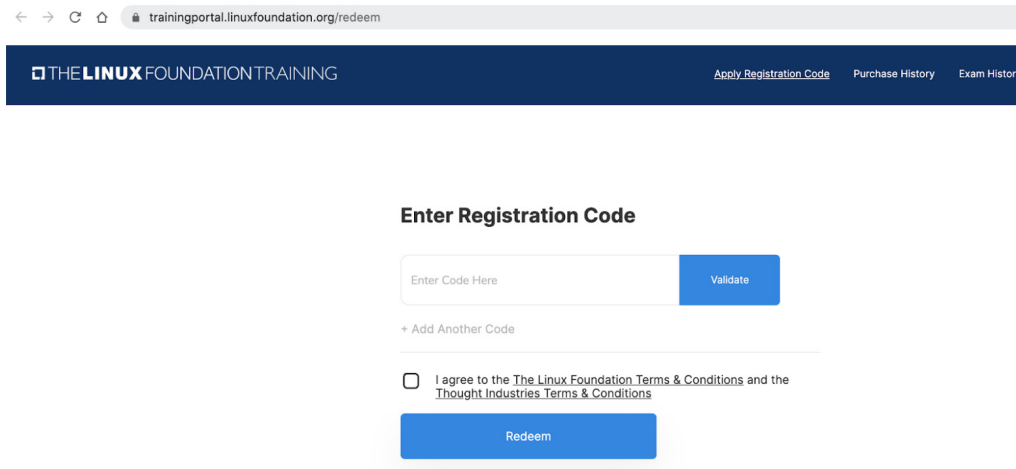 trainingportal.linuxfoundation.org/redeem
THE LINUX FOUNDATION TRAINING
Apply Registration Code
Purchase History
Exam Histor
Enter Registration Code
Enter Code Here
Validate
+ Add Another Code
I agree to the The Linux Foundation Terms & Conditions and the
Thought Industries Terms & Conditions
Redeem